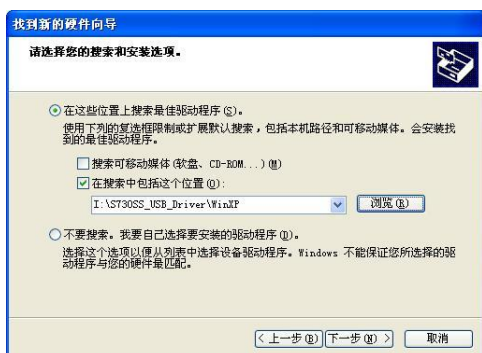 找到新的硬件向导
请选择您的搜索和安装选项。
在这些位置上搜索最佳驱动程序(S)。
使用下列的复选框限制或扩展默认搜索，包括本机路径和可移动媒体。会安装找
到的最佳驱动程序。
搜索可移动媒体(软盘、CD-ROM...)(M)
在搜索中包括这个位置(O):
I:\S730SS_USB_Driver\WinXP
浏览(R)
不要搜索。我要自己选择要安装的驱动程序(D)。
选择这个选项以便从列表中选择设备驱动程序。Windows 不能保证您所选择的驱
动程序与您的硬件最匹配。
< 上一步(B) 下一步(N) > 取消